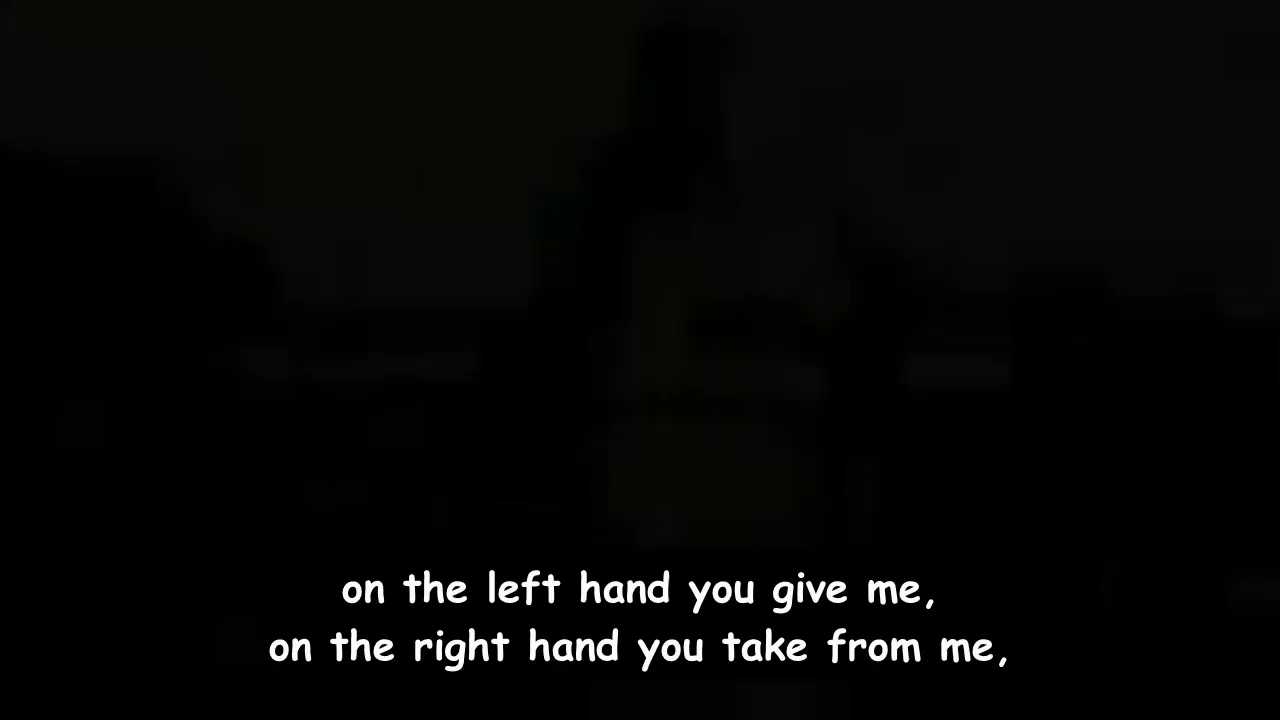 on the left hand you give me,
on the right hand you take from me,